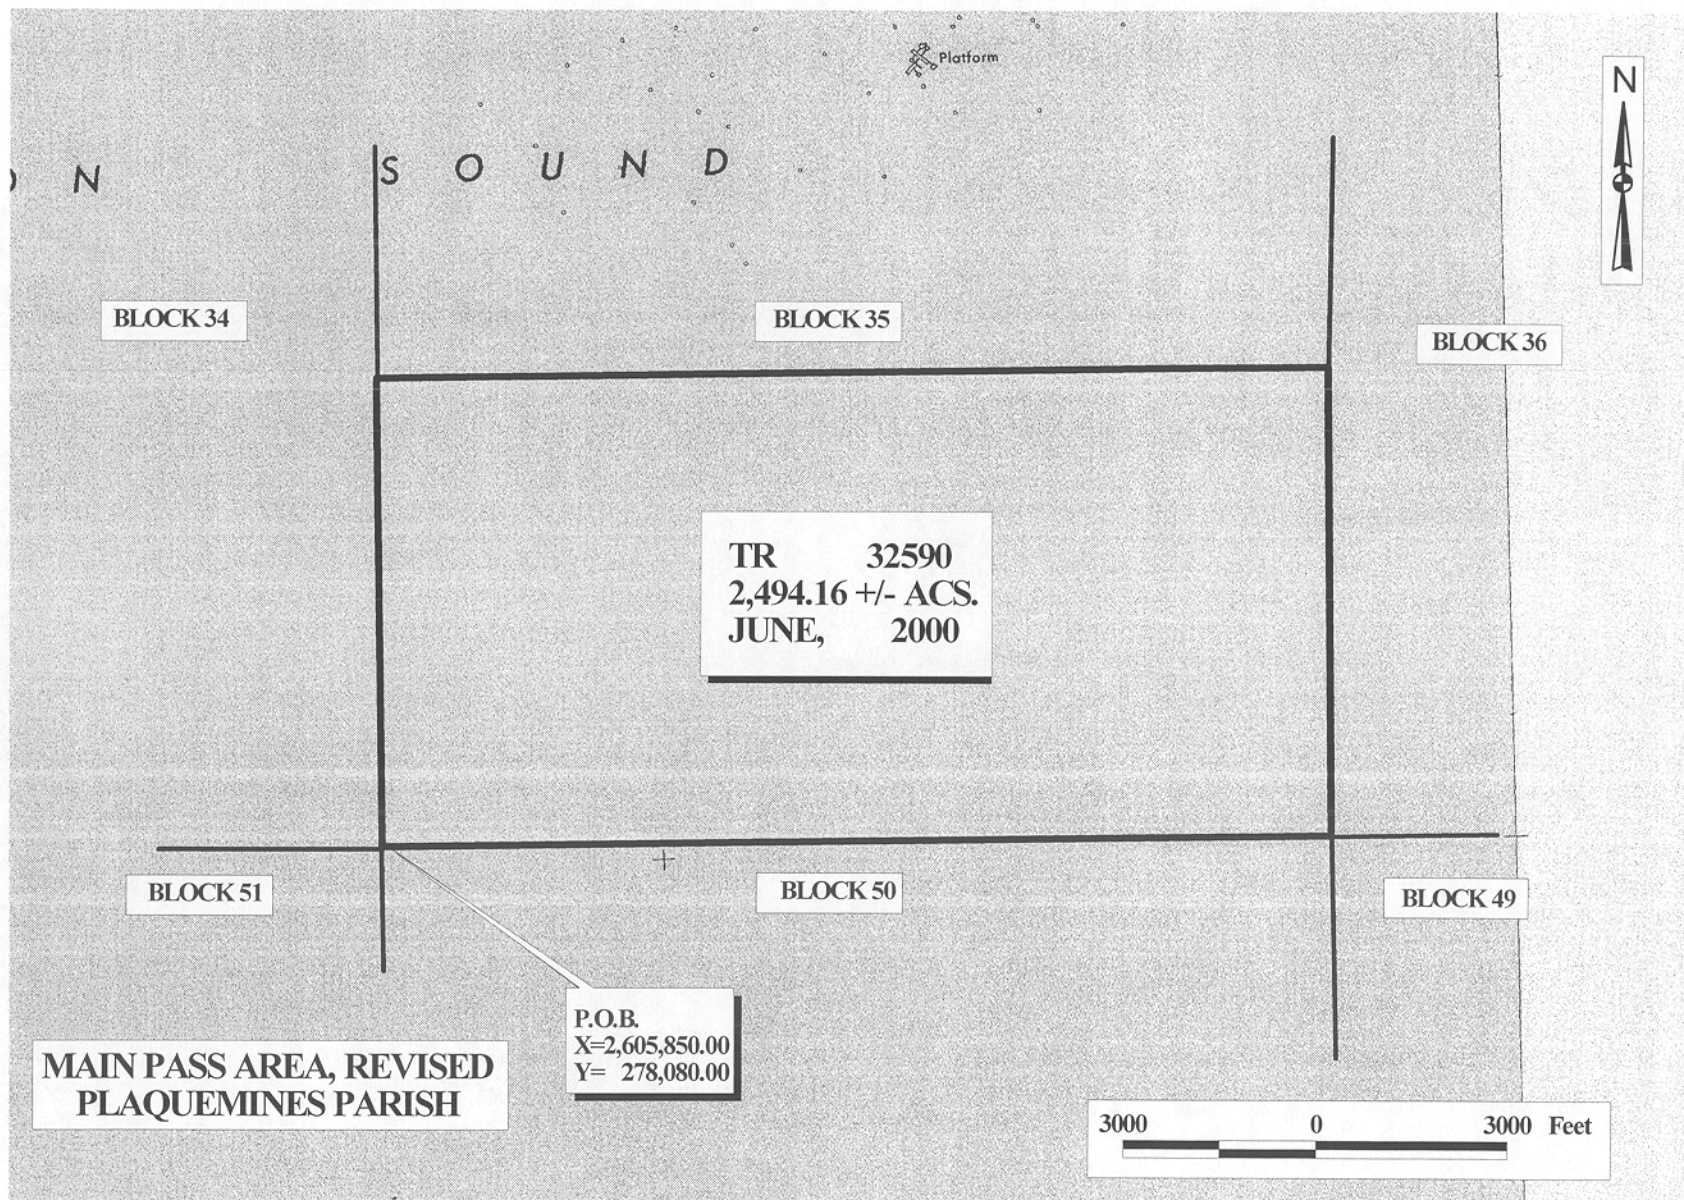 Platform
N
N SOUND
BLOCK 34
BLOCK 35
BLOCK 36
TR 32590
2,494.16 +/- ACS.
JUNE, 2000
BLOCK 51
BLOCK 50
BLOCK 49
P.O.B.
X=2,605,850.00
Y= 278,080.00
MAIN PASS AREA, REVISED
PLAQUEMINES PARISH
3000 0 3000 Feet